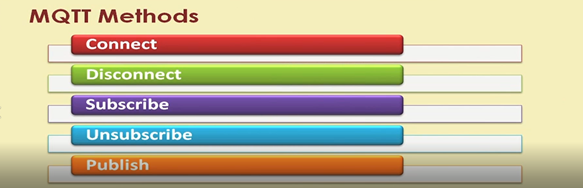 MQTT Methods
Connect
Disconnect
Subscribe
Unsubscribe
Publish